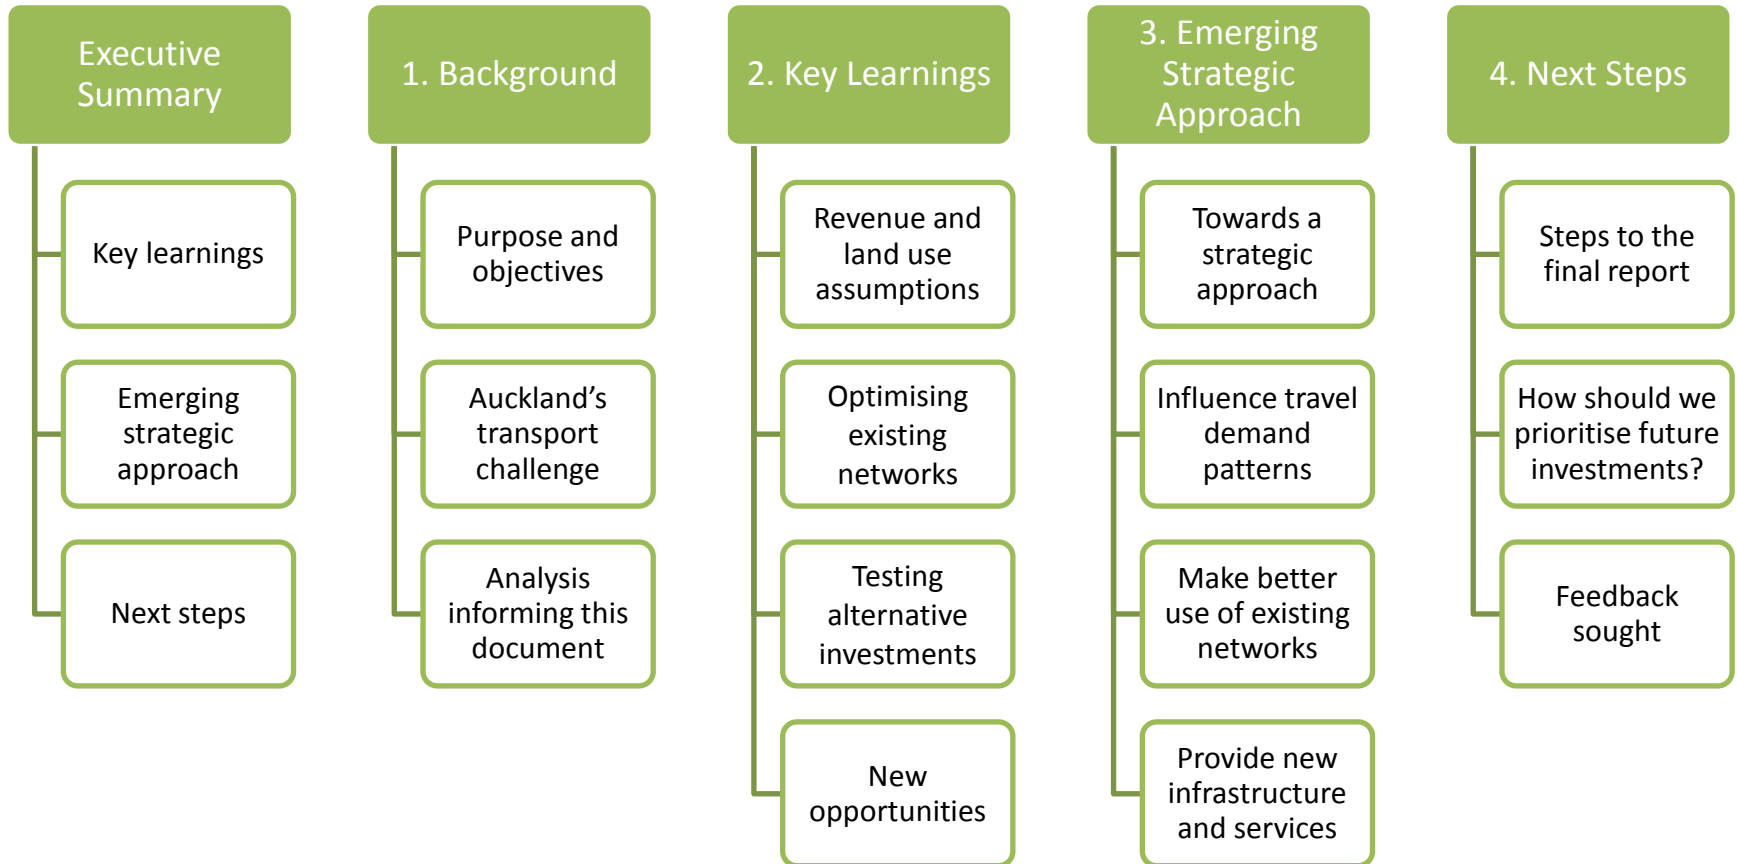 Executive
Summary
Key learnings
Emerging
strategic
approach
Next steps
1. Background
Purpose and
objectives
Auckland’s
transport
challenge
Analysis
informing this
document
2. Key Learnings
Revenue and
land use
assumptions
Optimising
existing
networks
Testing
alternative
investments
New
opportunities
3. Emerging
Strategic
Approach
Towards a
strategic
approach
Influence travel
demand
patterns
Make better
use of existing
networks
Provide new
infrastructure
and services
4. Next Steps
Steps to the
final report
How should we
prioritise future
investments?
Feedback
sought